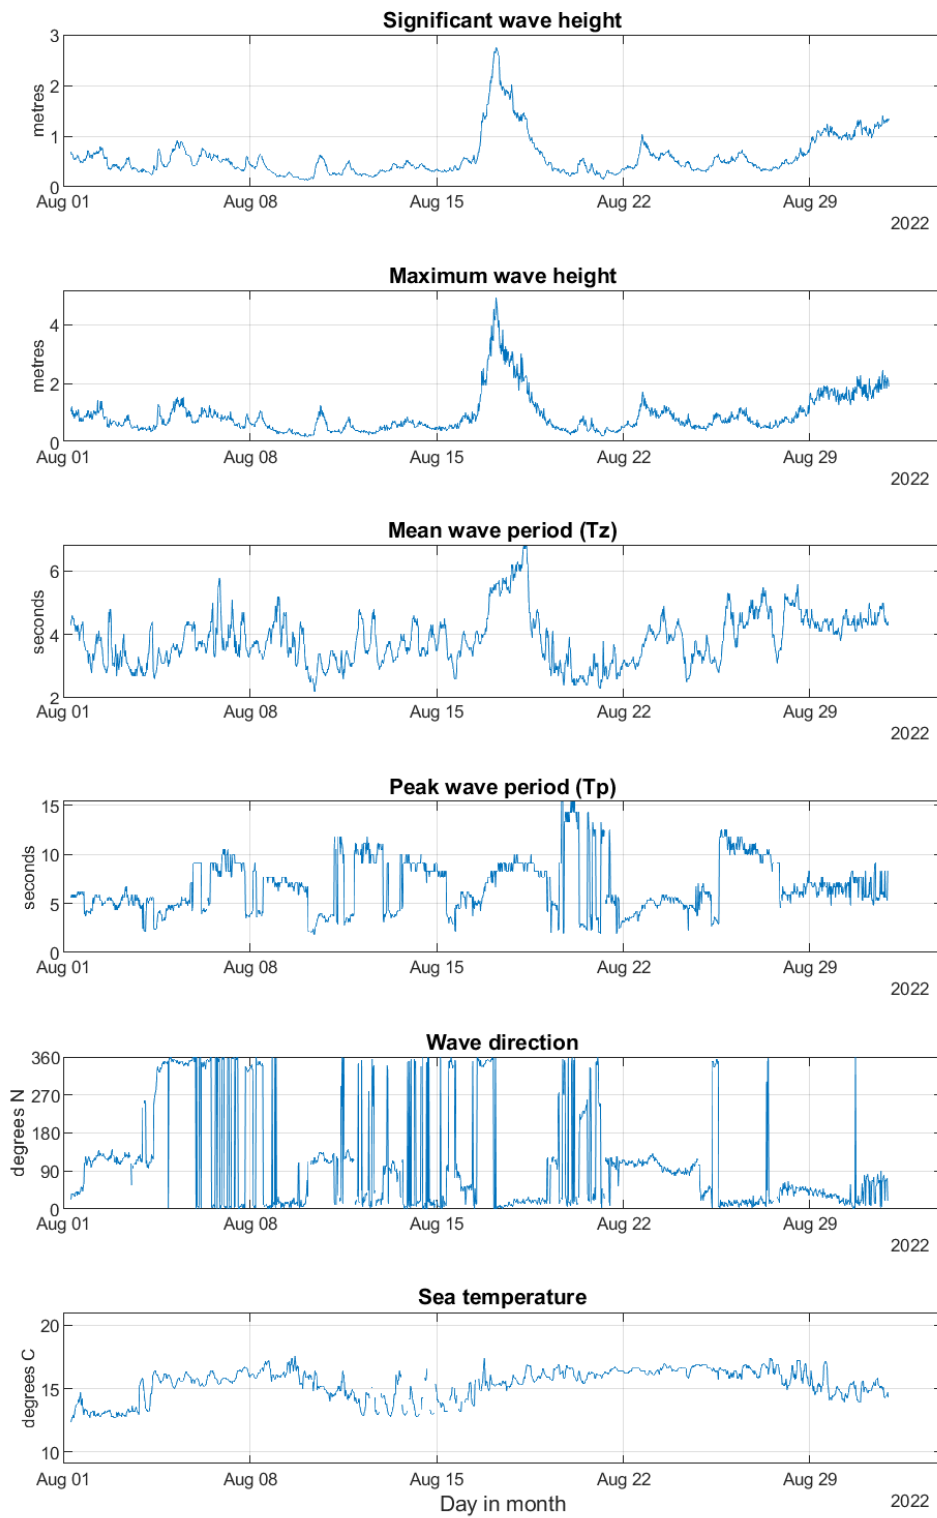 Significant wave height
3
2
1
0
metres
Aug 01 Aug 08 Aug 15 Aug 22 Aug 29
2022
Maximum wave height
4
2
0
metres
Aug 01 Aug 08 Aug 15 Aug 22 Aug 29
2022
Mean wave period (Tz)
6
4
2
seconds
Aug 01 Aug 08 Aug 15 Aug 22 Aug 29
2022
Peak wave period (Tp)
15
10
5
0
seconds
Aug 01 Aug 08 Aug 15 Aug 22 Aug 29
2022
Wave direction
360
270
180
90
0
degrees N
Aug 01 Aug 08 Aug 15 Aug 22 Aug 29
2022
Sea temperature
20
15
10
degrees C
Aug 01 Aug 08 Aug 15 Aug 22 Aug 29
Day in month
2022